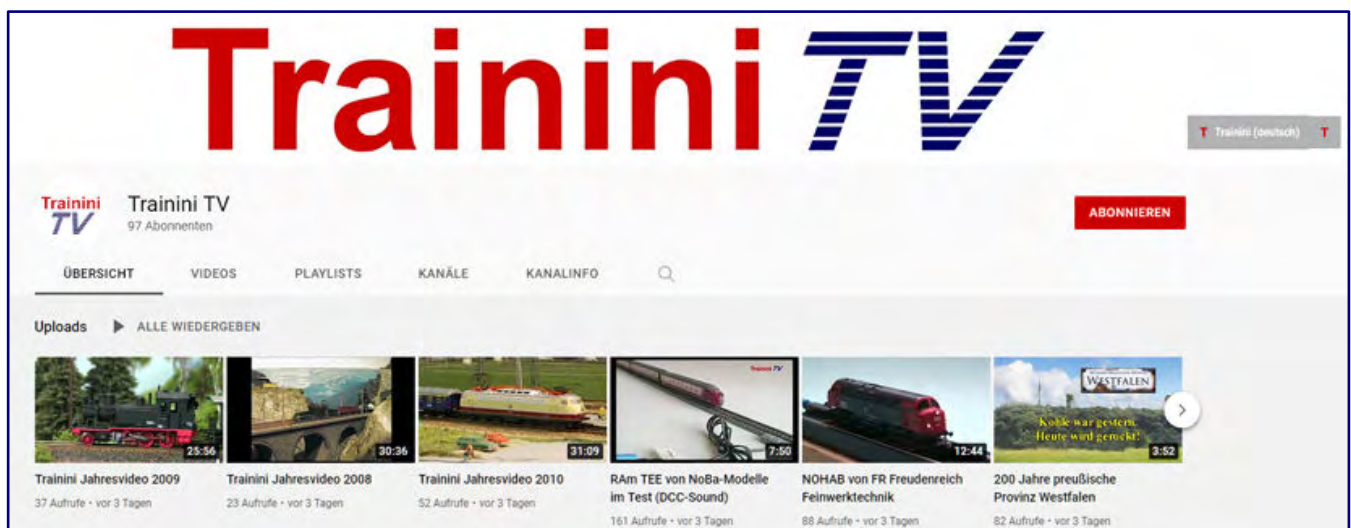 Trainini TV
T Trainini (deutsch) T
Trainini
TV
Trainini TV
97 Abonnenten
ABONNIEREN
ÜBERSICHT VIDEOS PLAYLISTS KANÄLE KANALINFO
Uploads ALLE WIEDERGEBEN
Trainini TV
WESTFALEN
Kohle war gestern.
Heute wird gerockt!
25:56 30:36 31:09 7:50 12:44 3:52
Trainini Jahresvideo 2009
37 Aufrufe • vor 3 Tagen
Trainini Jahresvideo 2008
23 Aufrufe • vor 3 Tagen
Trainini Jahresvideo 2010
52 Aufrufe • vor 3 Tagen
RAm TEE von NoBa-Modelle
im Test (DCC-Sound)
161 Aufrufe • vor 3 Tagen
NOHAB von FR Freudenreich
Feinwerktechnik
88 Aufrufe • vor 3 Tagen
200 Jahre preußische
Provinz Westfalen
82 Aufrufe • vor 3 Tagen